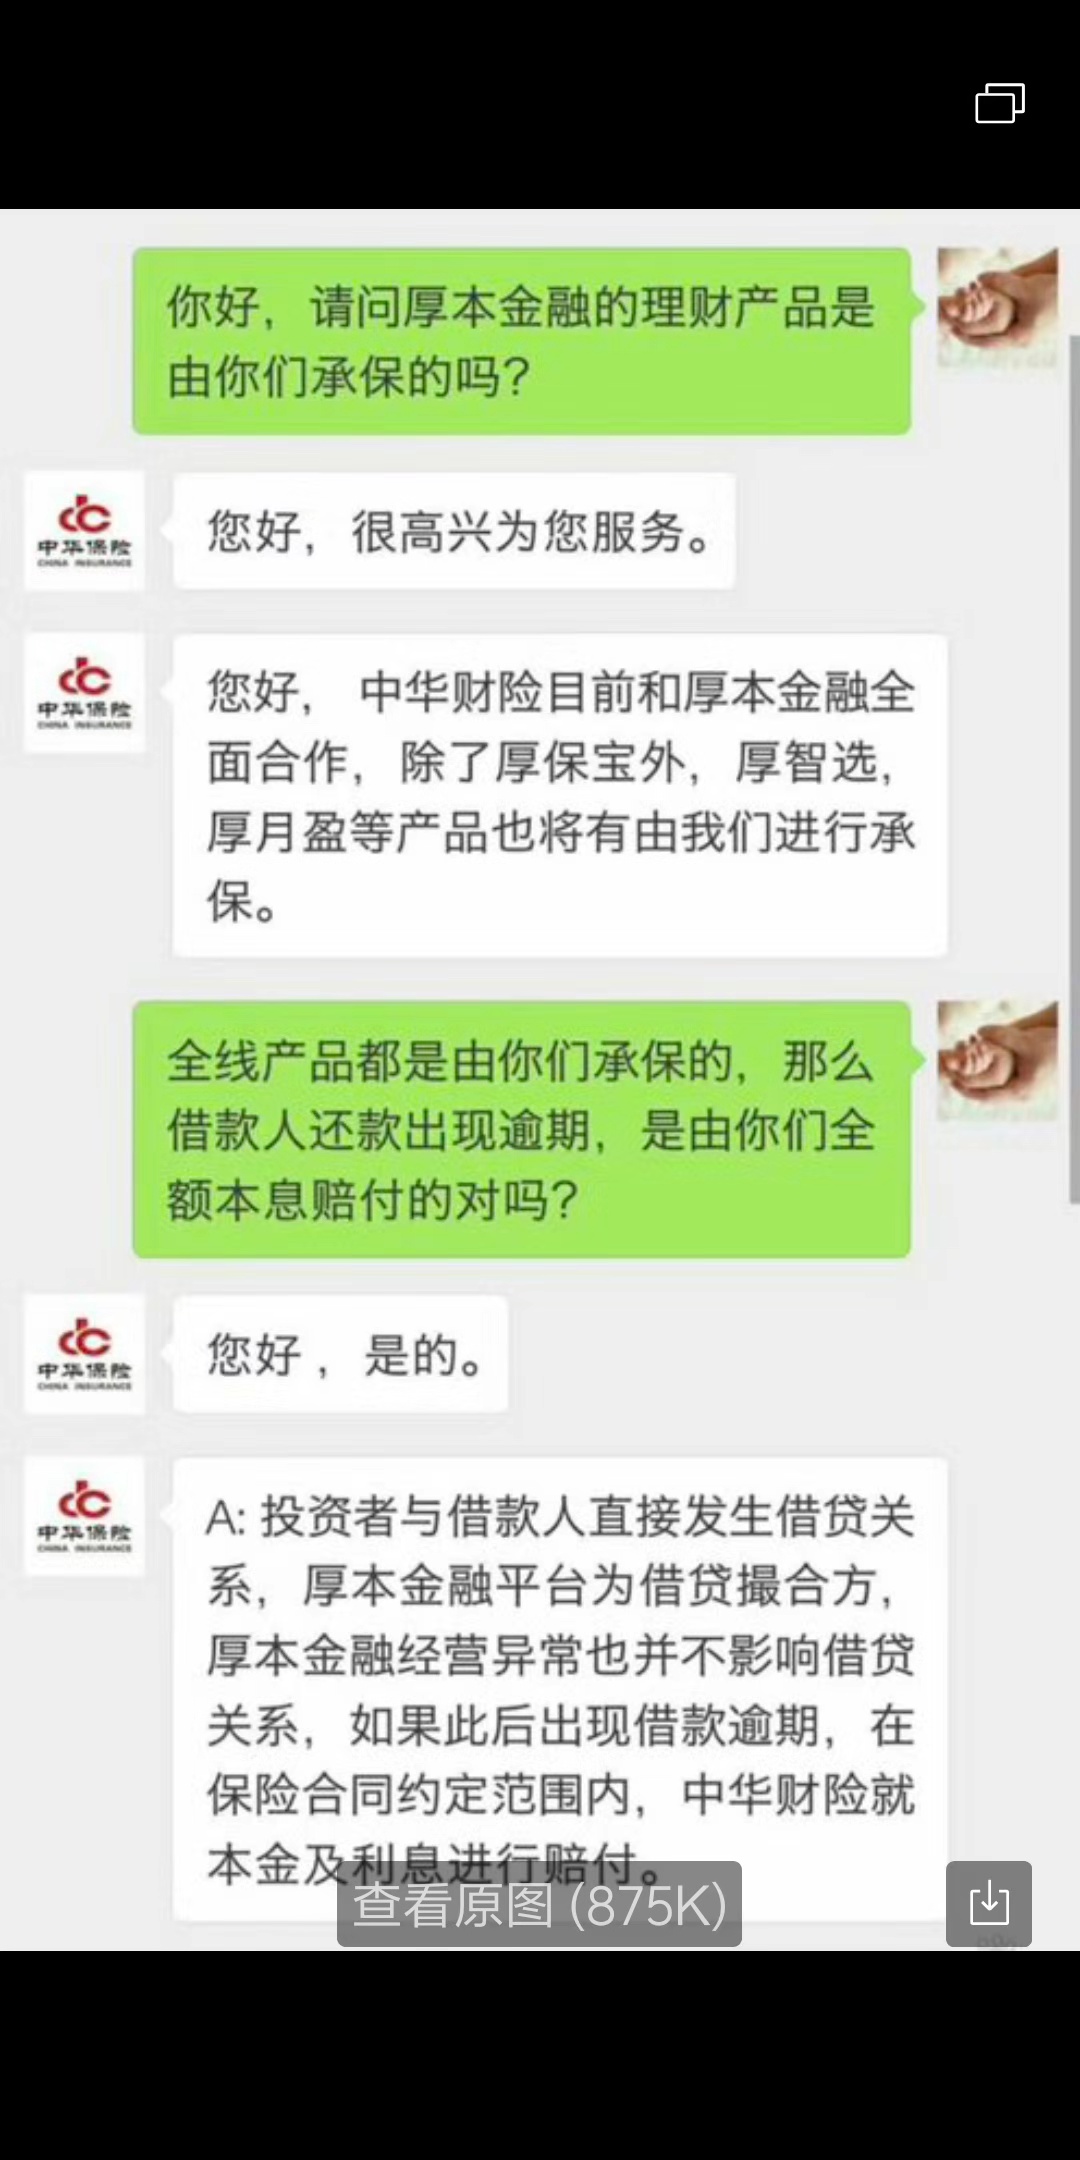 你好，请问厚本金融的理财产品是
由你们承保的吗？
中华保险
CHINA INSURANCE
您好，很高兴为您服务。
中华保险
CHINA INSURANCE
您好， 中华财险目前和厚本金融全
面合作，除了厚保宝外，厚智选，
厚月盈等产品也将有由我们进行承
保。
全线产品都是由你们承保的，那么
借款人还款出现逾期，是由你们全
额本息赔付的对吗？
中华保险
CHINA INSURANCE
您好 ，是的。
中华保险
CHINA INSURANCE
A: 投资者与借款人直接发生借贷关
系，厚本金融平台为借贷撮合方，
厚本金融经营异常也并不影响借贷
关系，如果此后出现借款逾期，在
保险合同约定范围内，中华财险就
本金及利息进行赔付。
查看原图 (875K)